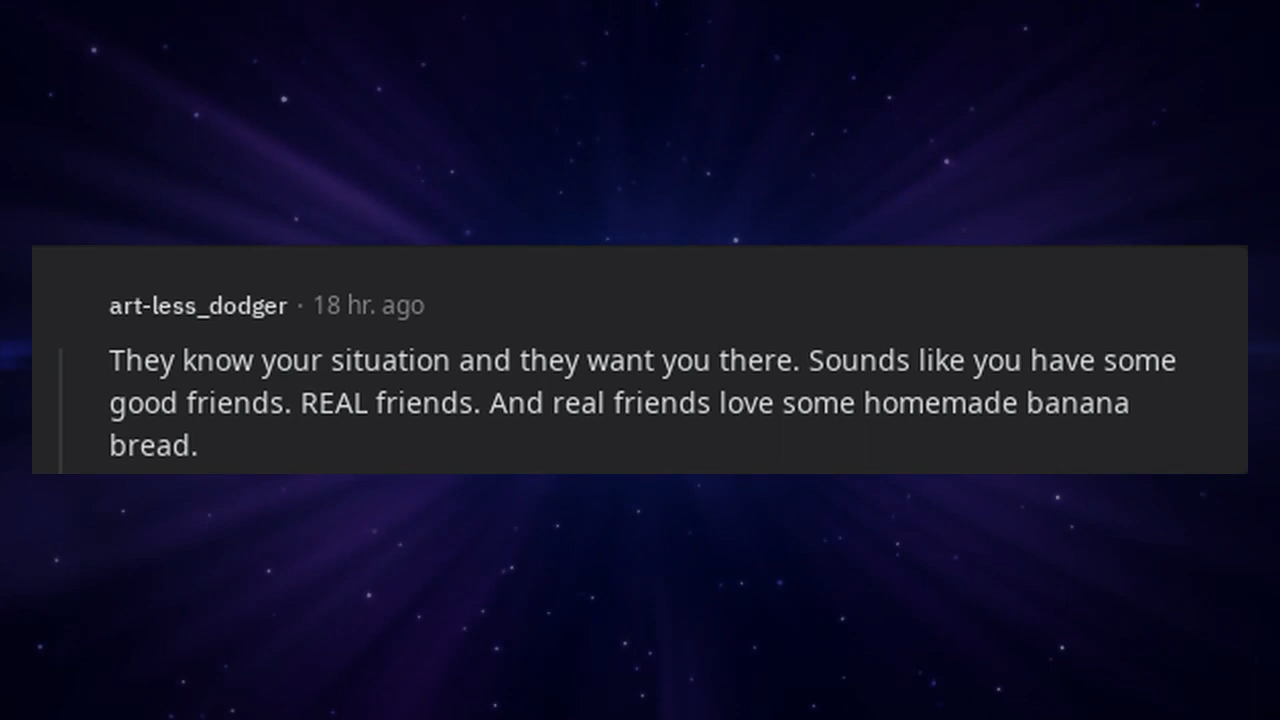 art-less_dodger · 18 hr. ago
They know your situation and they want you there. Sounds like you have some
good friends. REAL friends. And real friends love some homemade banana
bread.